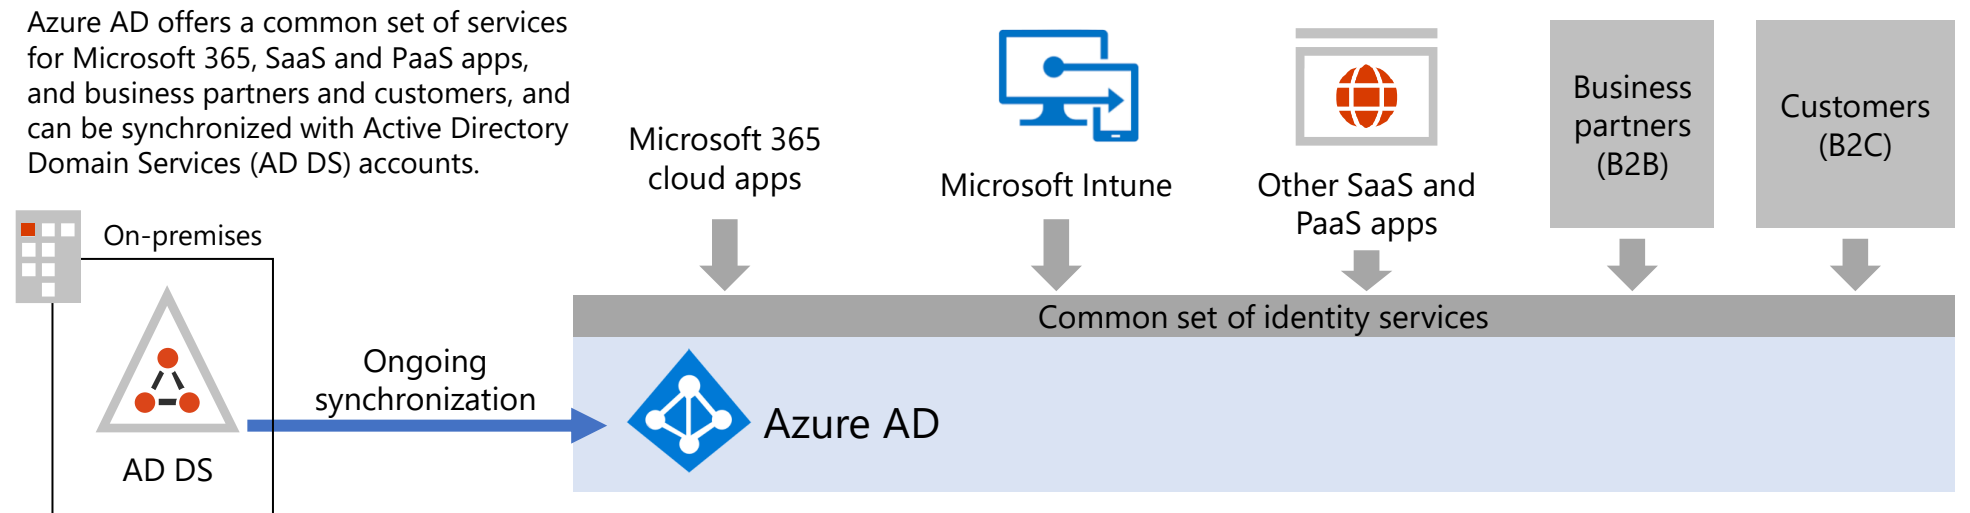 Azure AD offers a common set of services
for Microsoft 365, SaaS and PaaS apps,
and business partners and customers, and
can be synchronized with Active Directory
Domain Services (AD DS) accounts.
Microsoft 365
cloud apps
Microsoft Intune
Other SaaS and
PaaS apps
Business
partners
(B2B)
Customers
(B2C)
On-premises
Common set of identity services
Ongoing
synchronization
Azure AD
AD DS